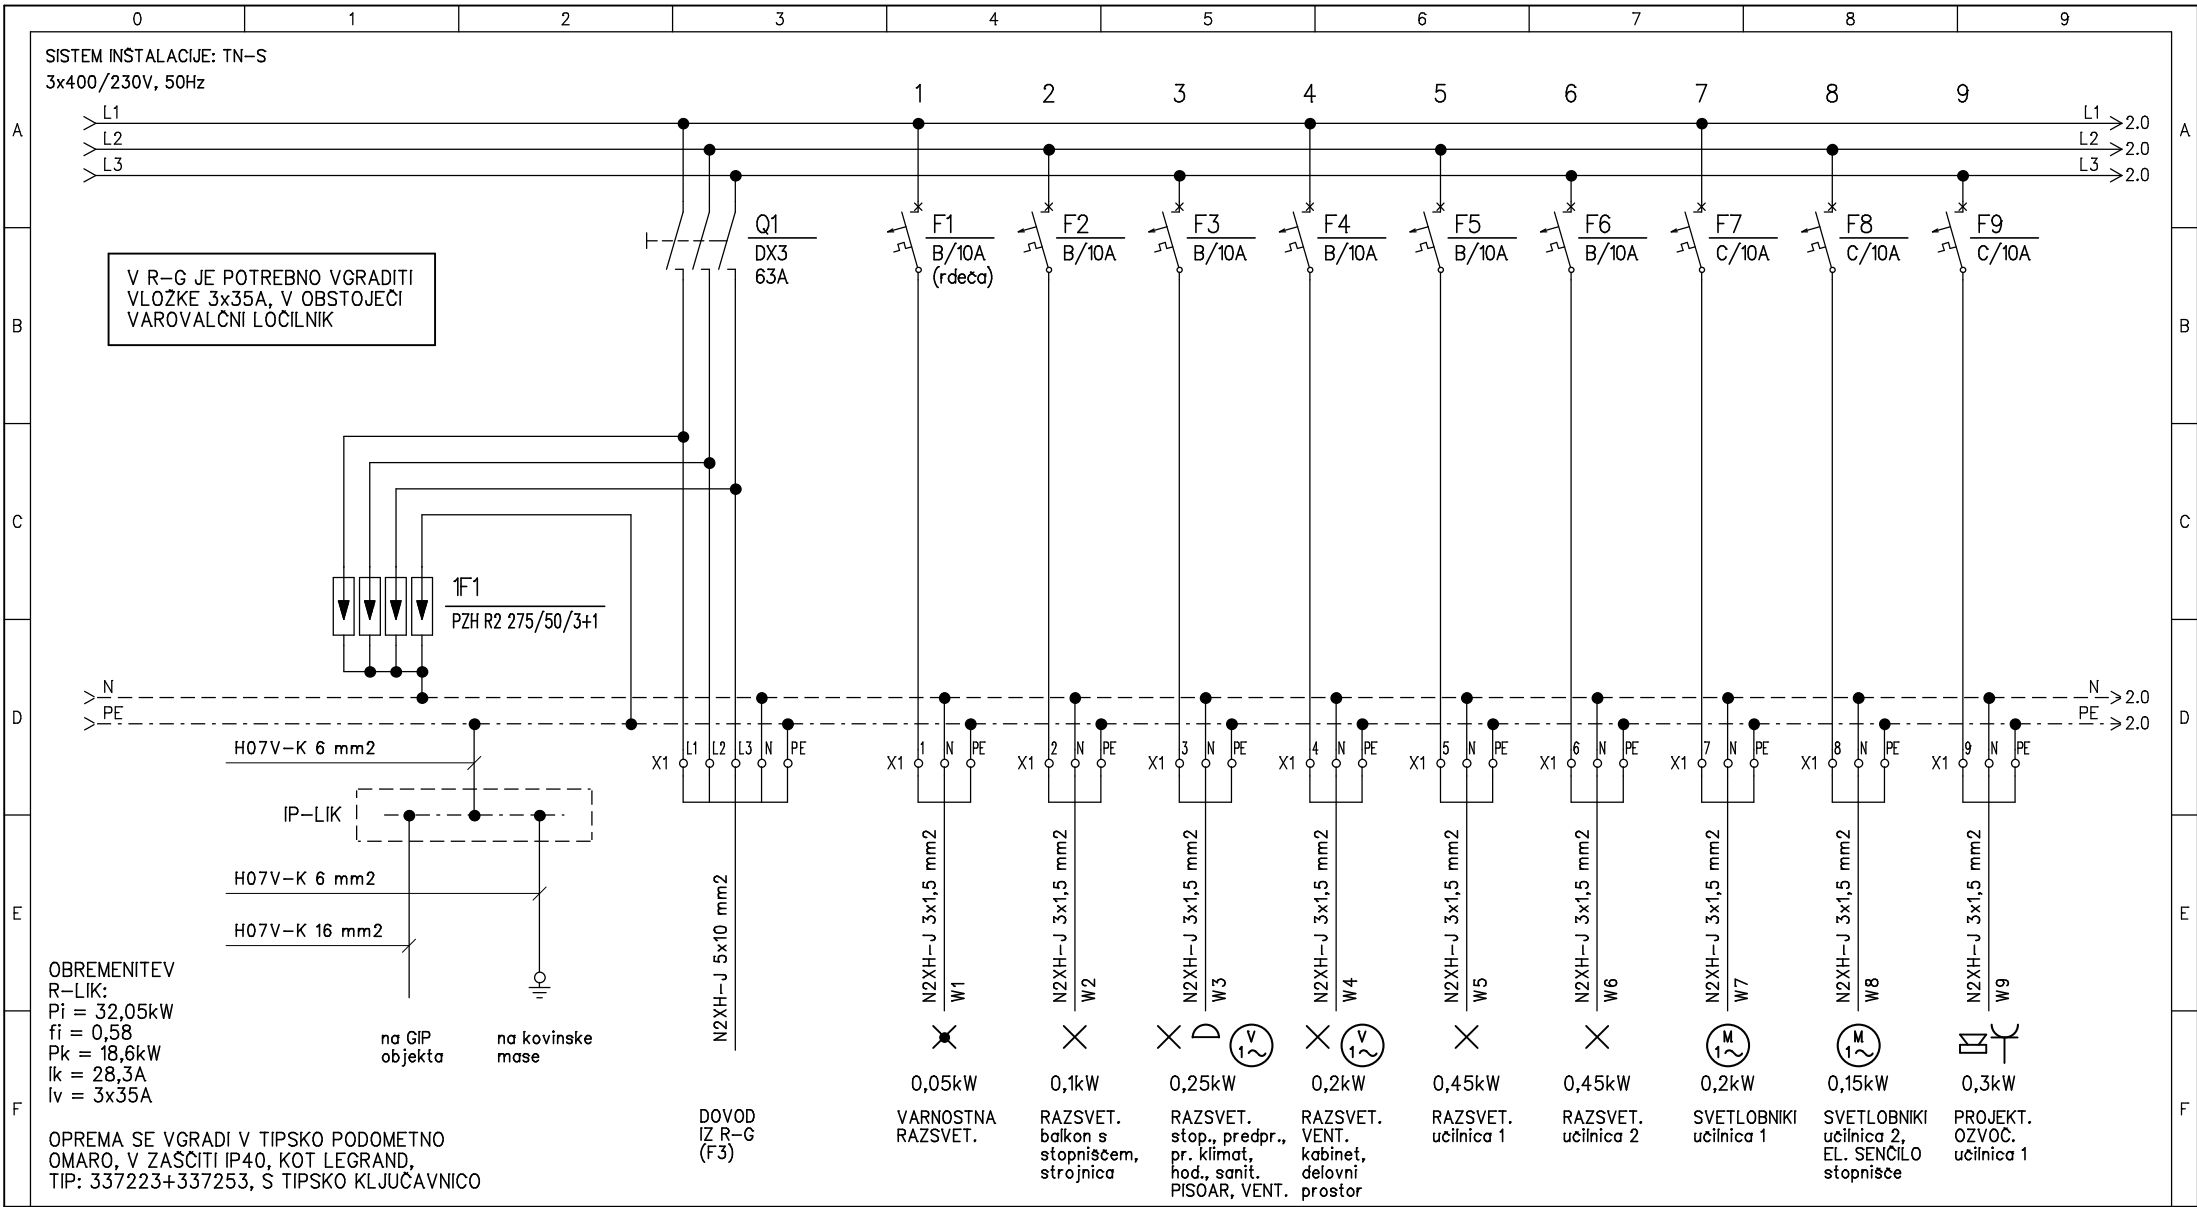 0 1 2 3 4 5 6 7 8 9
SISTEM INŠTALACIJE: TN-S
3x400/230V, 50Hz
1 2 3 4 5 6 7 8 9
A L1 L1 2.0 A
L2 L2 2.0
L3 L3 2.0
Q1
DX3
63A
F1
B/10A
(rdeča)
F2
B/10A
F3
B/10A
F4
B/10A
F5
B/10A
F6
B/10A
F7
C/10A
F8
C/10A
F9
C/10A
V R-G JE POTREBNO VGRADITI
VLOŽKE 3x35A, V OBSTOJEČI
VAROVALČNI LOČILNIK
B B
C C
1F1
PZH R2 275/50/3+1
N N 2.0
D PE PE 2.0 D
H07V-K 6 mm2
X1 L1 L2 L3 N PE
X1 1 N PE
X1 2 N PE
X1 3 N PE
X1 4 N PE
X1 5 N PE
X1 6 N PE
X1 7 N PE
X1 8 N PE
X1 9 N PE
IP-LIK
H07V-K 6 mm2
E E
H07V-K 16 mm2
N2XH-J 5x10 mm2
N2XH-J 3x1,5 mm2
W1
N2XH-J 3x1,5 mm2
W2
N2XH-J 3x1,5 mm2
W3
N2XH-J 3x1,5 mm2
W4
N2XH-J 3x1,5 mm2
W5
N2XH-J 3x1,5 mm2
W6
N2XH-J 3x1,5 mm2
W7
N2XH-J 3x1,5 mm2
W8
N2XH-J 3x1,5 mm2
W9
OBREMENITEV
R-LIK:
Pi = 32,05kW
fi = 0,58
Pk = 18,6kW
Ik = 28,3A
Iv = 3x35A
na GIP
objekta
na kovinske
mase
V
1~
V
1~
M
1~
M
1~
F F
DOVOD
IZ R-G
(F3)
0,05kW
VARNOSTNA
RAZSVET.
0,1kW
RAZSVET.
balkon s
stopniščem,
strojnica
0,25kW
RAZSVET.
stop., predpr.,
pr. klimat,
hod., sanit.
PISOAR, VENT.
0,2kW
RAZSVET.
VENT.
kabinet,
delovni
prostor
0,45kW
RAZSVET.
učilnica 1
0,45kW
RAZSVET.
učilnica 2
0,2kW
SVETLOBNIKI
učilnica 1
0,15kW
SVETLOBNIKI
učilnica 2,
EL. SENČILO
stopnišče
0,3kW
PROJEKT.
OZVOČ.
učilnica 1
OPREMA SE VGRADI V TIPSKO PODOMETNO
OMARO, V ZAŠČITI IP40, KOT LEGRAND,
TIP: 337223+337253, S TIPSKO KLJUČAVNICO